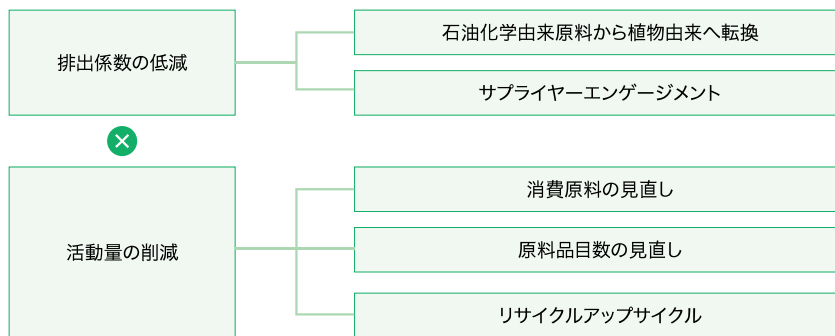 排出係数の低減
石油化学由来原料から植物由来へ転換
サプライヤーエンゲージメント
活動量の削減
消費原料の見直し
原料品目数の見直し
リサイクルアップサイクル